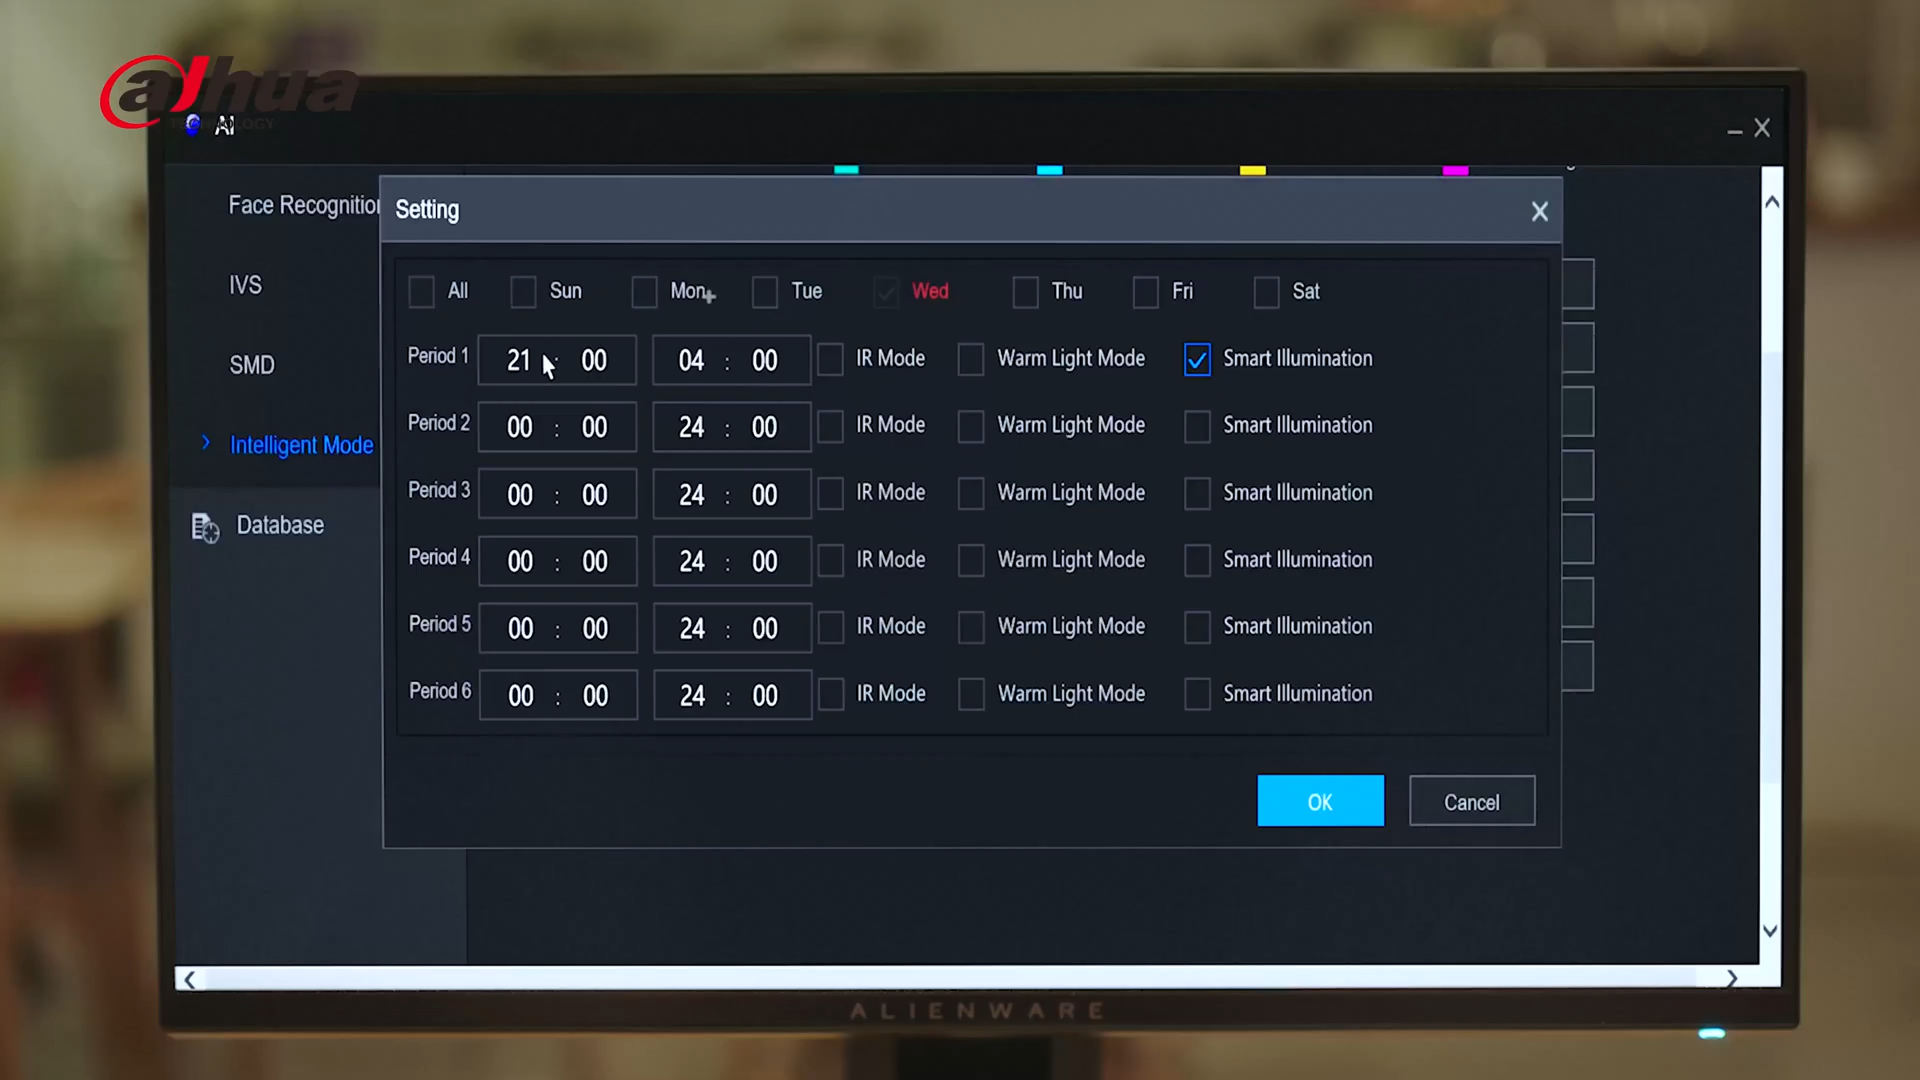 alhua
TECHNOLOGY
AI
Face Recognition
IVS
SMD
Intelligent Mode
Database
Setting
All Sun Mon Tue Wed Thu Fri Sat
Period 1 21 : 00 04 : 00 IR Mode Warm Light Mode Smart Illumination
Period 2 00 : 00 24 : 00 IR Mode Warm Light Mode Smart Illumination
Period 3 00 : 00 24 : 00 IR Mode Warm Light Mode Smart Illumination
Period 4 00 : 00 24 : 00 IR Mode Warm Light Mode Smart Illumination
Period 5 00 : 00 24 : 00 IR Mode Warm Light Mode Smart Illumination
Period 6 00 : 00 24 : 00 IR Mode Warm Light Mode Smart Illumination
OK Cancel
ALIENWARE